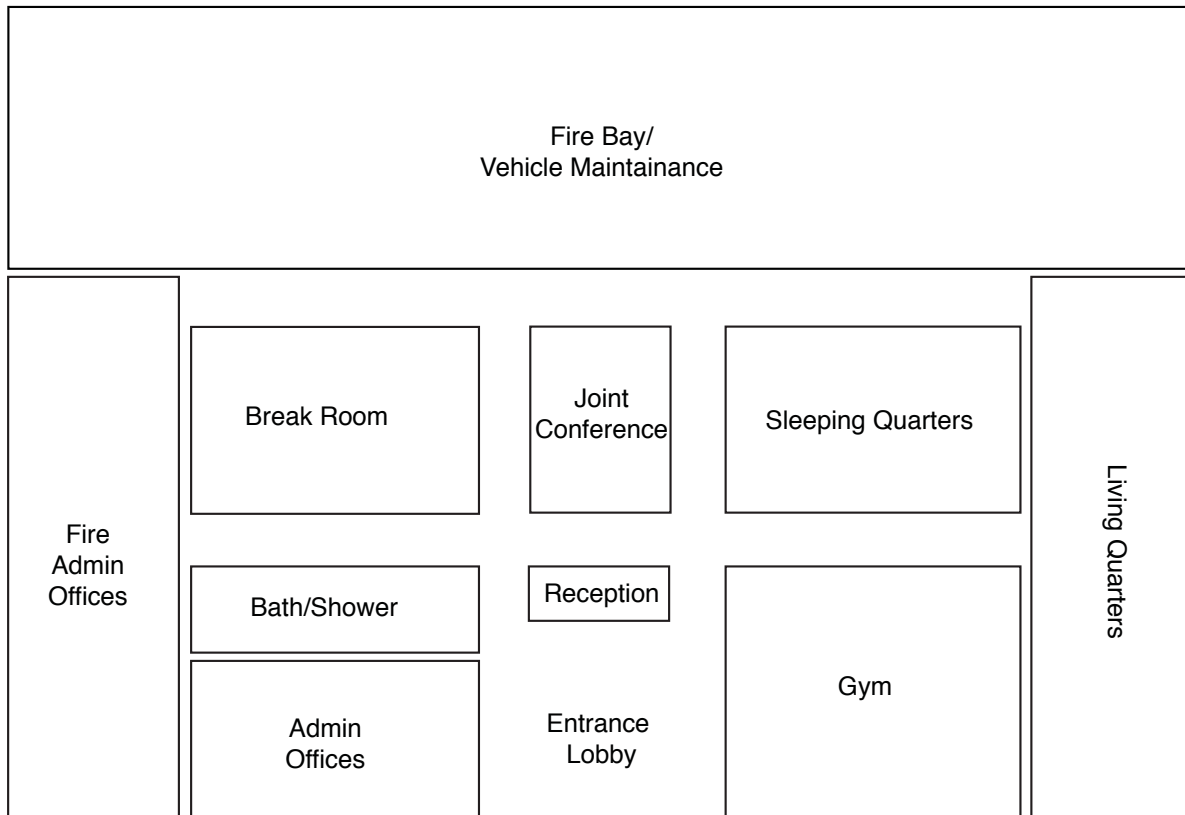 Fire Bay/
Vehicle Maintainance
Break Room
Joint
Conference
Sleeping Quarters
Living Quarters
Fire
Admin
Offices
Bath/Shower
Reception
Gym
Admin
Offices
Entrance
Lobby